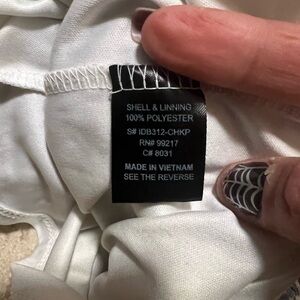 SHELL & LINNING
100% POLYESTER
S# IDB312-CHKP
RN# 99217
C# 8031
MADE IN VIETNAM
SEE THE REVERSE